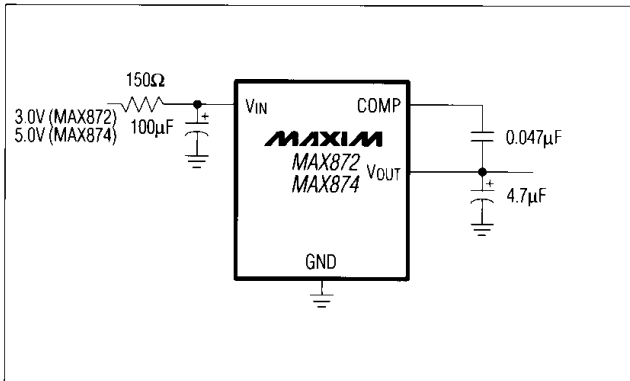 150Ω
3.0V (MAX872)
5.0V (MAX874)
100µF
+
VIN
COMP
MAXIM
MAX872
MAX874
VOUT
GND
0.047µF
+
4.7µF